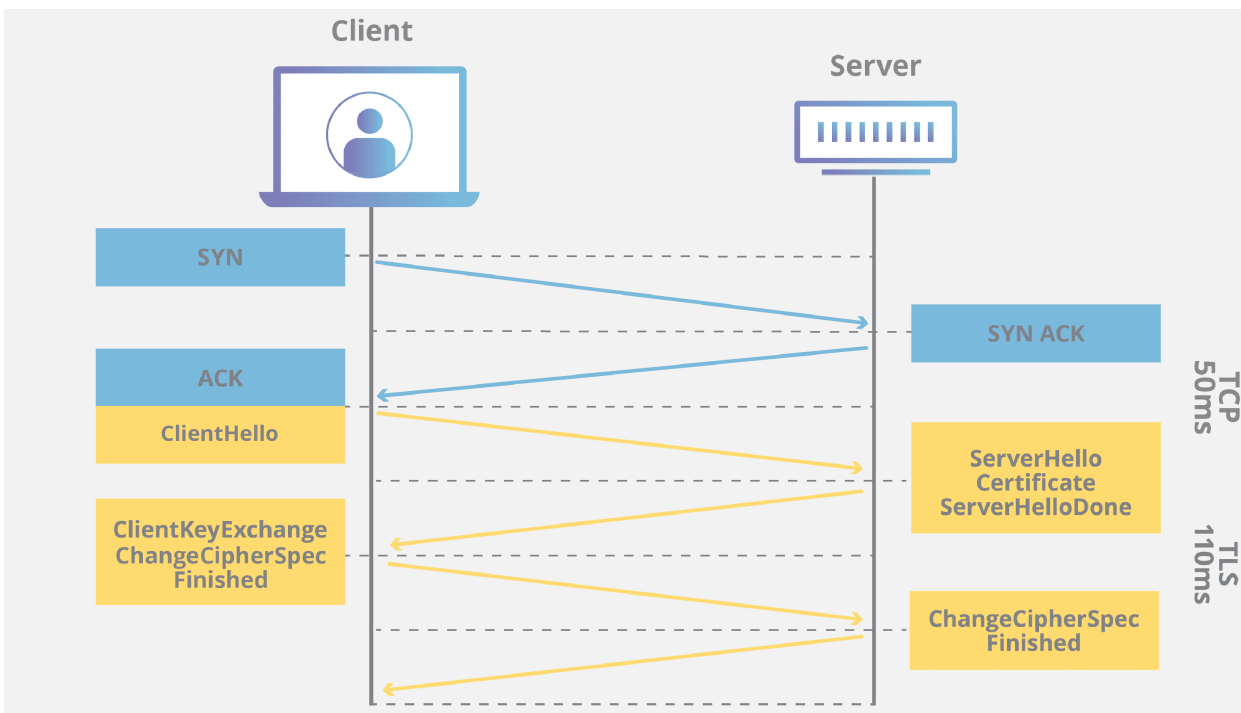 Client
Server
SYN
SYN ACK
ACK
ClientHello
TCP
50ms
ServerHello
Certificate
ServerHelloDone
ClientKeyExchange
ChangeCipherSpec
Finished
TLS
110ms
ChangeCipherSpec
Finished